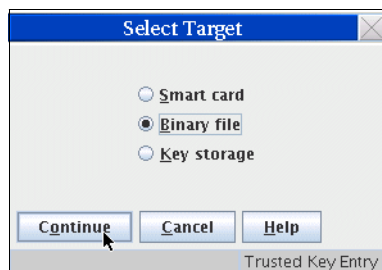 Select Target
Smart card
Binary file
Key storage
Continue Cancel Help
Trusted Key Entry